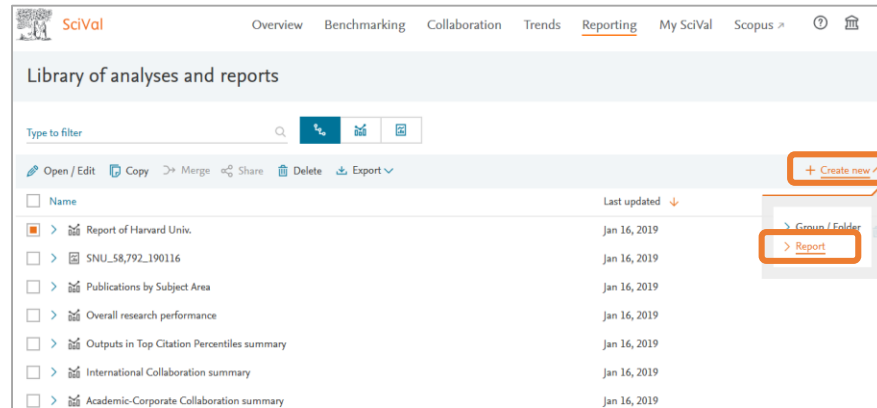 SciVal Overview Benchmarking Collaboration Trends Reporting My SciVal Scopus ↗ ?
Library of analyses and reports
Type to filter
Open / Edit Copy Merge Share Delete Export
+ Create new
Name Last updated ↓
> Group / Folder
> Report
> Report of Harvard Univ. Jan 16, 2019
> SNU_58,792_190116 Jan 16, 2019
> Publications by Subject Area Jan 16, 2019
> Overall research performance Jan 16, 2019
> Outputs in Top Citation Percentiles summary Jan 16, 2019
> International Collaboration summary Jan 16, 2019
> Academic-Corporate Collaboration summary Jan 16, 2019